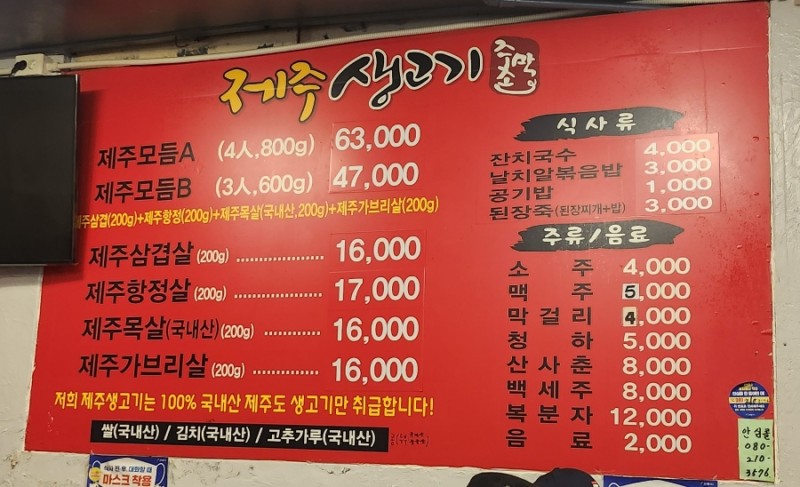 제주 생고기 주막초
제주모듬A (4人,800g) 63,000
제주모듬B (3人,600g) 47,000
제주삼겹(200g)+제주항정(200g)+제주목살(국내산,200g)+제주가브리살(200g)
제주삼겹살(200g) .................... 16,000
제주항정살(200g) .................... 17,000
제주목살(국내산)(200g) ............... 16,000
제주가브리살(200g) .................. 16,000
저희 제주생고기는 100% 국내산 제주도 생고기만 취급합니다!
쌀(국내산) / 김치(국내산) / 고추가루(국내산)
식사류
잔치국수 4,000
날치알볶음밥 3,000
공기밥 1,000
된장죽(된장찌개+밥) 3,000
주류/음료
소주 4,000
맥주 5,000
막걸리 4,000
청하 5,000
산사춘 8,000
백세주 8,000
복분자 12,000
음료 2,000
안심콜
080-
210-
3576
마스크 착용